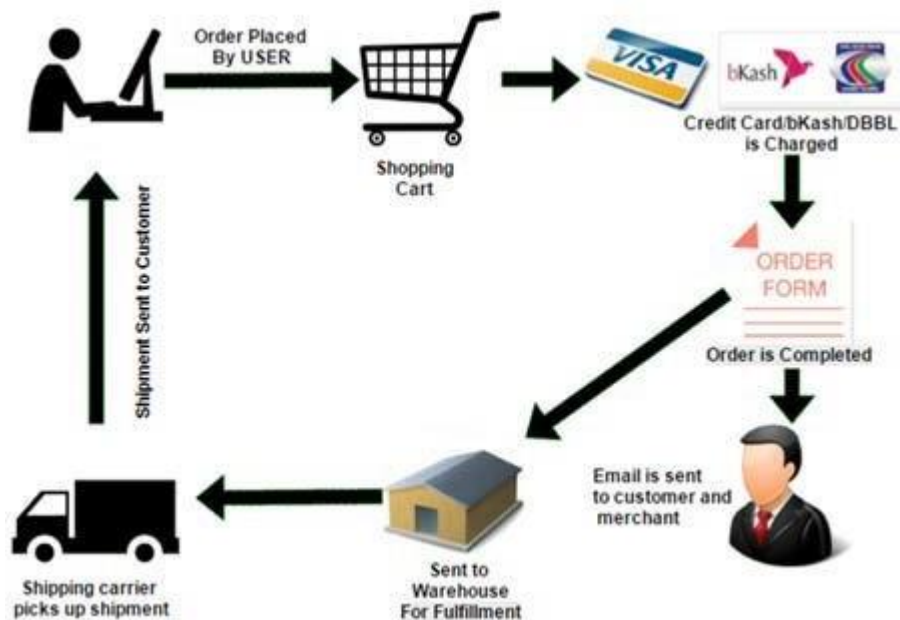 Order Placed
By USER
Shopping
Cart
VISA
bKash
Credit Card/bKash/DBBL
is Charged
ORDER
FORM
Order is Completed
Email is sent
to customer and
merchant
Sent to
Warehouse
For Fulfillment
Shipping carrier
picks up shipment
Shipment Sent to Customer